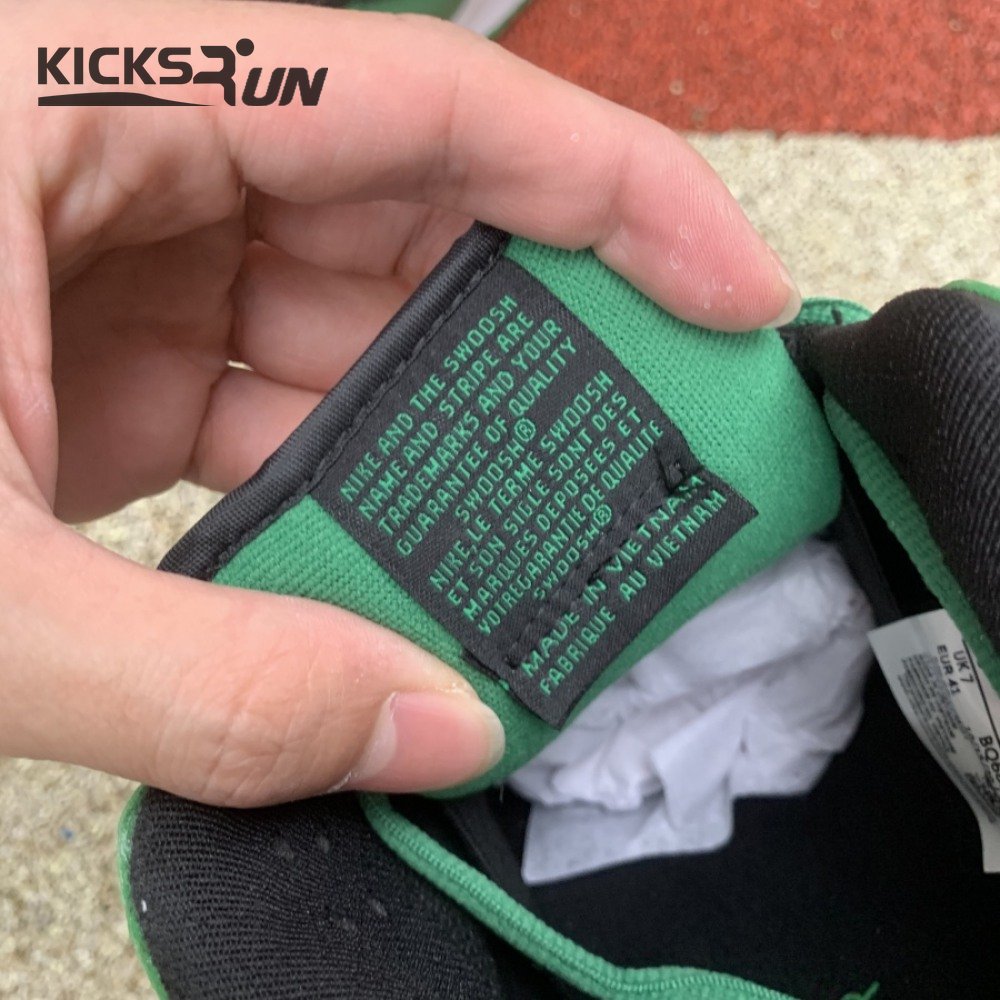 KICKSRUN
NIKE AND THE SWOOSH
NAME AND STRIPE ARE
TRADEMARKS AND YOUR
GUARANTEE OF QUALITY
SWOOSH®
NIKE,LE TERME SWOOSH
ET SON SIGLE SONT DES
MARQUES DEPOSEES ET
VOTREGARANTIE DE QUALITE
SWOOSH®
MADE IN VIETNAM
FABRIQUE AU VIETNAM
UK 7
EUR 41